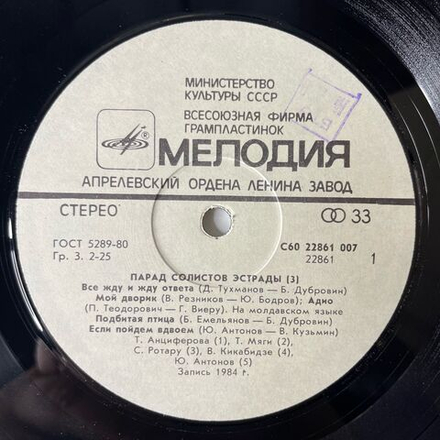 МИНИСТЕРСТВО
КУЛЬТУРЫ СССР
ВСЕСОЮЗНАЯ ФИРМА
ГРАМПЛАСТИНОК
МЕЛОДИЯ
АПРЕЛЕВСКИЙ ОРДЕНА ЛЕНИНА ЗАВОД
СТЕРЕО
33
ГОСТ 5289-80
Гр. 3. 2-25
С60 22861 007
22861 1
ПАРАД СОЛИСТОВ ЭСТРАДЫ (3)
Все жду и жду ответа (Д. Тухманов — Б. Дубровин)
Мой дворик (В. Резников — Ю. Бодров); Адио
(П. Теодорович — Г. Виеру). На молдавском языке
Подбитая птица (Б. Емельянов — Б. Дубровин)
Если пойдем вдвоем (Ю. Антонов — В. Кузьмин)
Т. Анциферова (1), Т. Мяги (2),
С. Ротару (3), В. Кикабидзе (4),
Ю. Антонов (5)
Запись 1984 г.